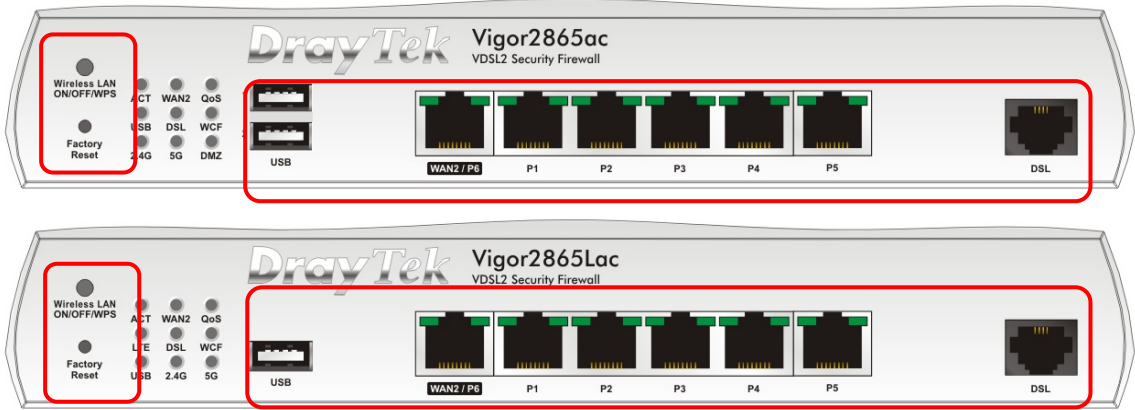 DrayTek Vigor2865ac
VDSL2 Security Firewall
Wireless LAN
ON/OFF/WPS
ACT WAN2 QoS
USB DSL WCF
Factory
Reset
2.4G 5G DMZ
USB
WAN2 / P6 P1 P2 P3 P4 P5 DSL
DrayTek Vigor2865Lac
VDSL2 Security Firewall
Wireless LAN
ON/OFF/WPS
ACT WAN2 QoS
LTE DSL WCF
Factory
Reset
USB 2.4G 5G
USB
WAN2 / P6 P1 P2 P3 P4 P5 DSL